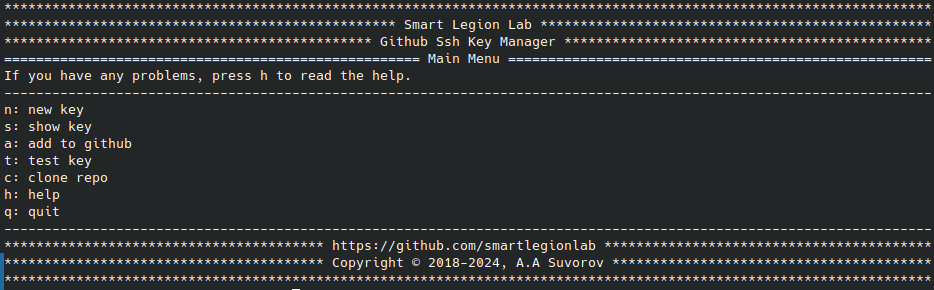 Smart Legion Lab
Github Ssh Key Manager
Main Menu
If you have any problems, press h to read the help.
n: new key
s: show key
a: add to github
t: test key
c: clone repo
h: help
q: quit
https://github.com/smartlegionlab
Copyright © 2018-2024, A.A Suvorov